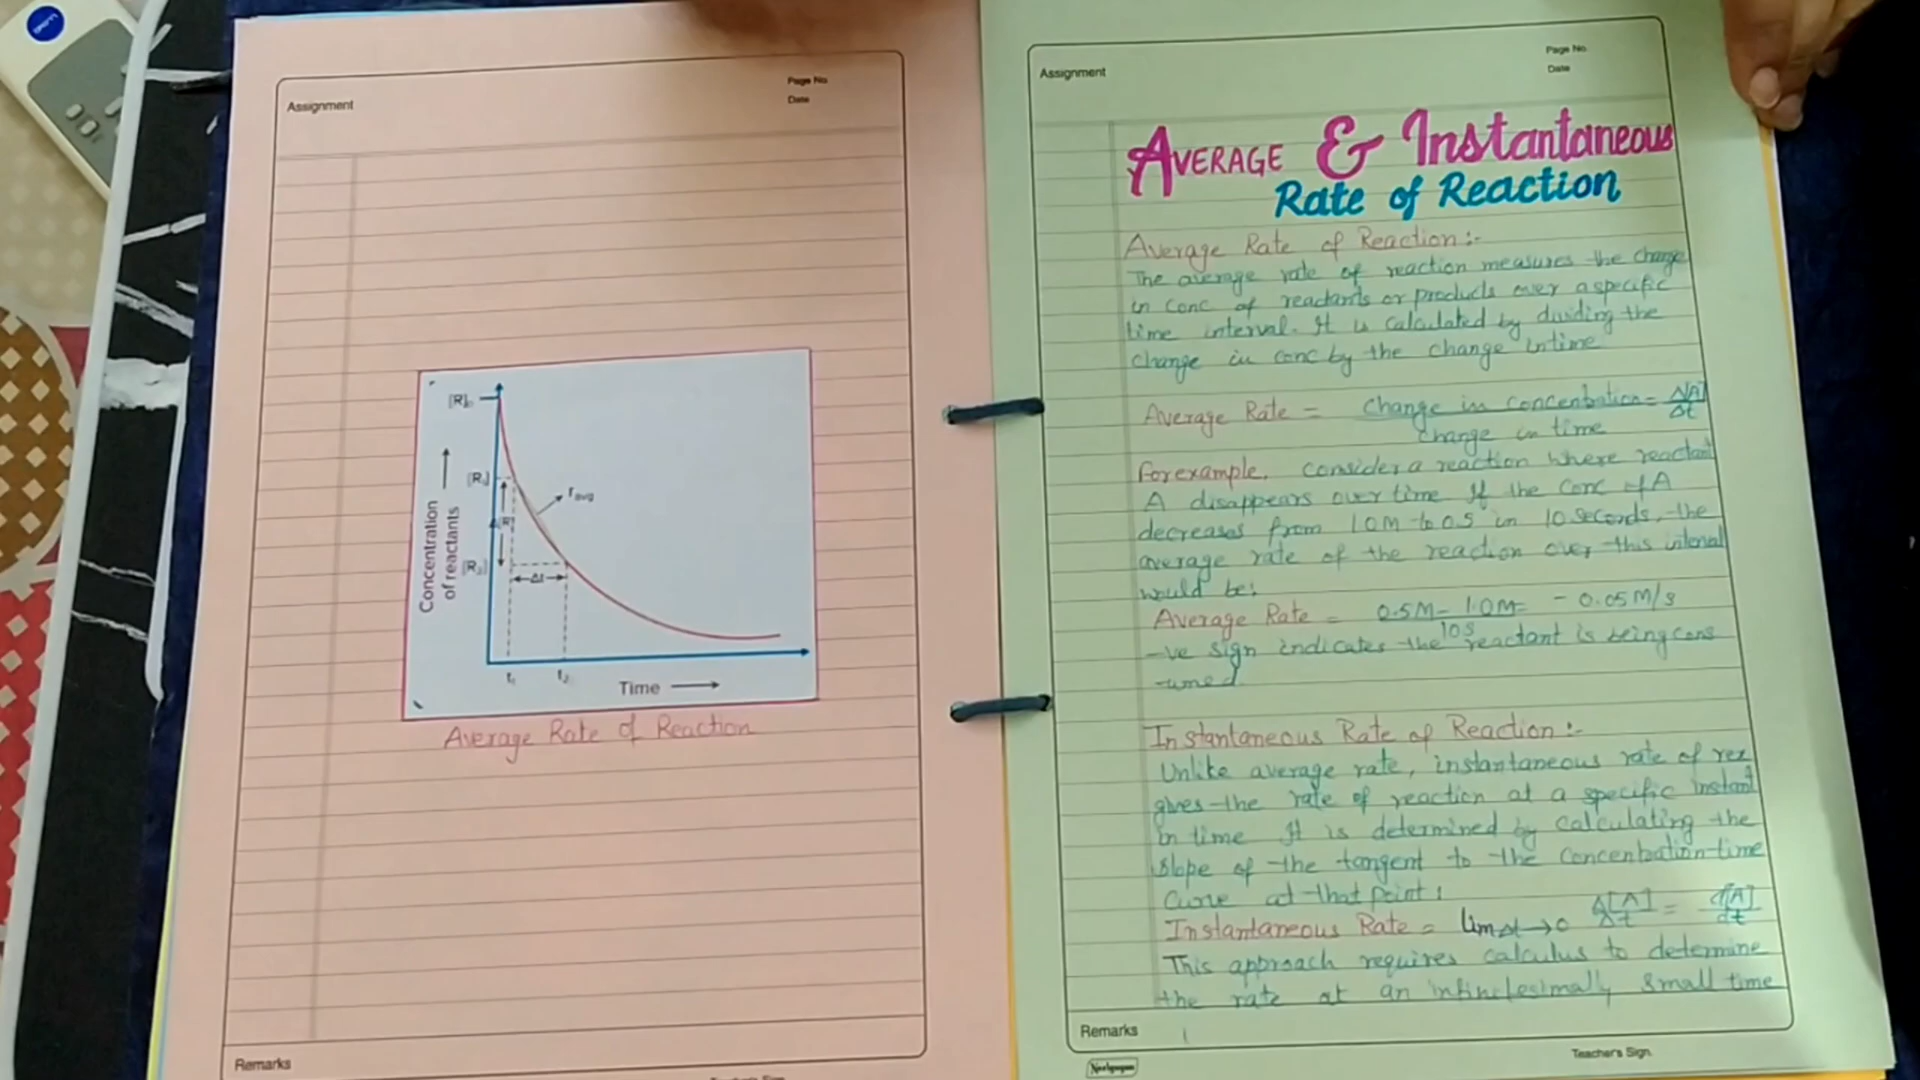 Assignment
Page No
Date
[R]₀
[R₁]
r avg
Concentration
of reactants
[R₂]
Δt
t₁
t₂
Time
Average Rate of Reaction
Remarks
Assignment
Page No
Date
AVERAGE & Instantaneous
Rate of Reaction
Average Rate of Reaction :-
The average rate of reaction measures the change
in conc of reactants or products over a specific
time interval. It is calculated by dividing the
change in conc by the change in time
Average Rate = Change in concentration = Δ[A]
Change in time Δt
For example, consider a reaction where reactant
A disappears over time If the conc of A
decreases from 1.0M to 0.5 in 10 seconds, the
average rate of the reaction over this interval
would be:
Average Rate = 0.5M - 1.0M = - 0.05 M/s
10s
-ve sign indicates the reactant is being cons
-umed
Instantaneous Rate of Reaction :-
Unlike average rate, instantaneous rate of rex
gives the rate of reaction at a specific instant
in time It is determined by calculating the
slope of the tangent to the concentration-time
curve at that point:
Instantaneous Rate = lim Δt→0 Δ[A]/Δt = d[A]/dt
This approach requires calculus to determine
the rate at an infinitesimally small time
Remarks
Teacher's Sign.